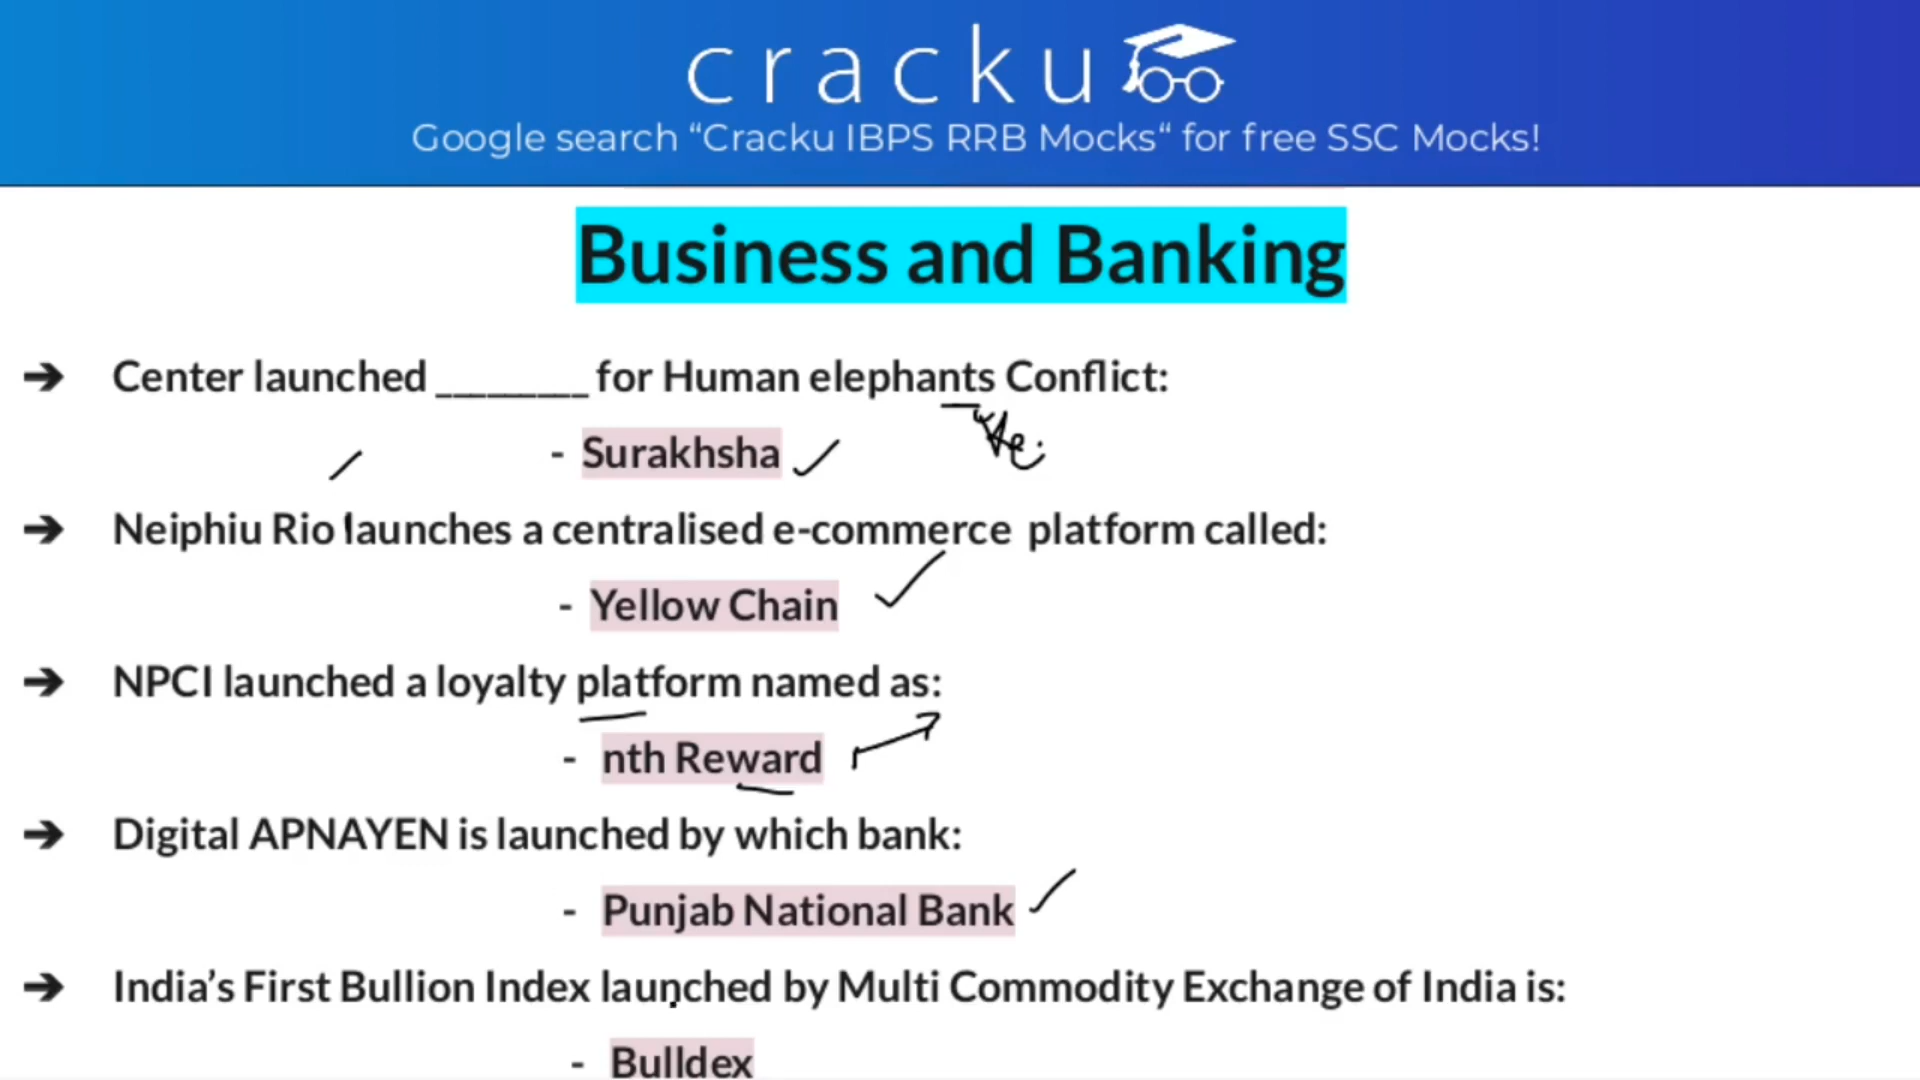 cracku
Google search “Cracku IBPS RRB Mocks“ for free SSC Mocks!
Business and Banking
➔ Center launched ________ for Human elephants Conflict:
- Surakhsha
➔ Neiphiu Rio launches a centralised e-commerce platform called:
- Yellow Chain
➔ NPCI launched a loyalty platform named as:
- nth Reward
➔ Digital APNAYEN is launched by which bank:
- Punjab National Bank
➔ India’s First Bullion Index launched by Multi Commodity Exchange of India is:
- Bulldex